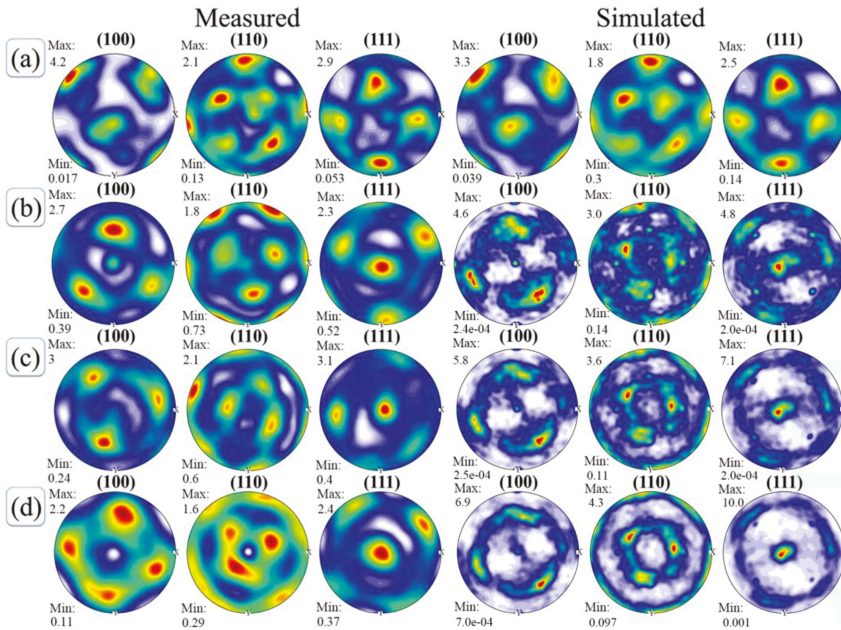 Measured Simulated
(a) Max: 4.2 (100) Max: 2.1 (110) Max: 2.9 (111) Max: 3.3 (100) Max: 1.8 (110) Max: 2.5 (111)
X X
Min: 0.017 Y Min: 0.13 Y Min: 0.053 Y Min: 0.039 Y Min: 0.3 Y Min: 0.14 Y
(b) Max: 2.7 (100) Max: 1.8 (110) Max: 2.3 (111) Max: 4.6 (100) Max: 3.0 (110) Max: 4.8 (111)
X X
Min: 0.39 Y Min: 0.73 Min: 0.52 Min: 2.4e-04 Min: 0.14 Min: 2.0e-04
(c) Max: 3 (100) Max: 2.1 (110) Max: 3.1 (111) Max: 5.8 (100) Max: 3.6 (110) Max: 7.1 (111)
X X
Min: 0.24 Y Min: 0.6 Y Min: 0.4 Min: 2.5e-04 Min: 0.11 Min: 2.0e-04
(d) Max: 2.2 (100) Max: 1.6 (110) Max: 2.4 (111) Max: 6.9 (100) Max: 4.3 (110) Max: 10.0 (111)
X X
Min: 0.11 Min: 0.29 Min: 0.37 Min: 7.0e-04 Min: 0.097 Min: 0.001